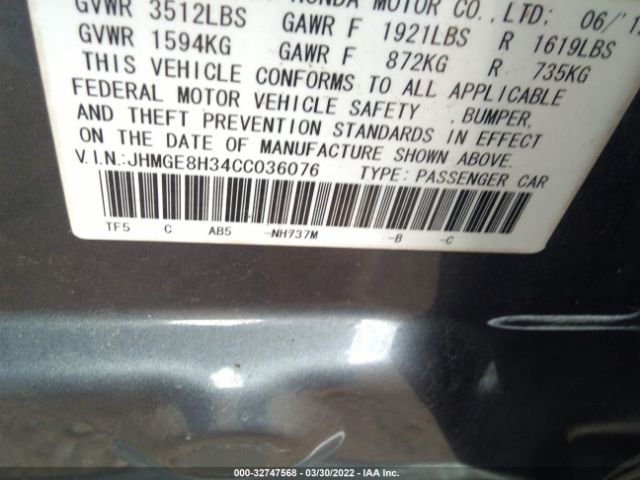 HONDA MOTOR CO.,LTD; 06/'1
GVWR 3512LBS GAWR F 1921LBS R 1619LBS
GVWR 1594KG GAWR F 872KG R 735KG
THIS VEHICLE CONFORMS TO ALL APPLICABLE
FEDERAL MOTOR VEHICLE SAFETY , BUMPER,
AND THEFT PREVENTION STANDARDS IN EFFECT
ON THE DATE OF MANUFACTURE SHOWN ABOVE.
V.I.N.:JHMGE8H34CC036076 TYPE:PASSENGER CAR
TF5 C AB5 -NH737M -B -C
000-32747568 - 03/30/2022 - IAA Inc.